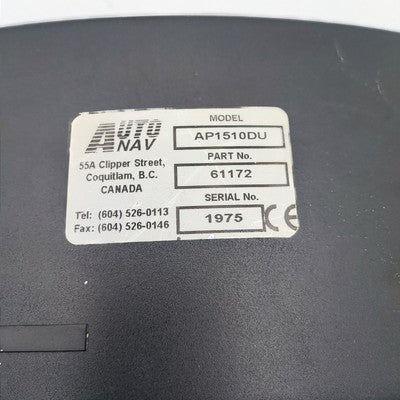 AUTO
NAV
55A Clipper Street,
Coquitlam, B.C.
CANADA
Tel: (604) 526-0113
Fax: (604) 526-0146
MODEL
AP1510DU
PART No.
61172
SERIAL No.
1975
CE